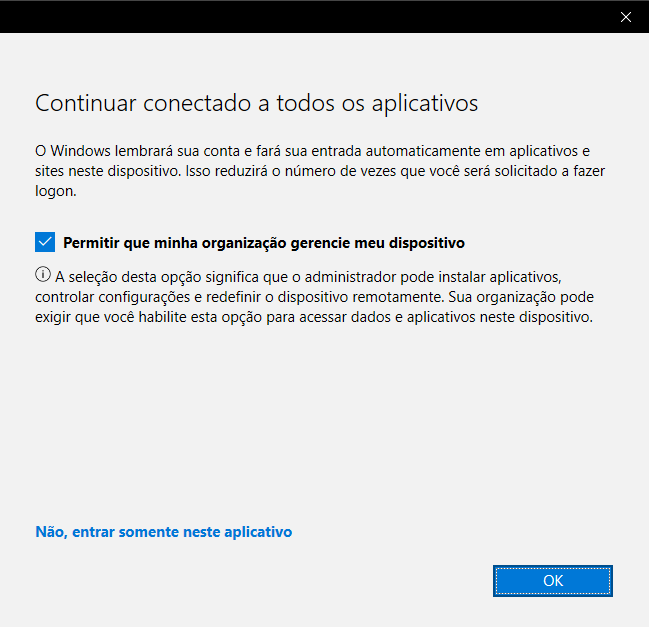 Continuar conectado a todos os aplicativos
O Windows lembrará sua conta e fará sua entrada automaticamente em aplicativos e
sites neste dispositivo. Isso reduzirá o número de vezes que você será solicitado a fazer
logon.
Permitir que minha organização gerencie meu dispositivo
A seleção desta opção significa que o administrador pode instalar aplicativos,
controlar configurações e redefinir o dispositivo remotamente. Sua organização pode
exigir que você habilite esta opção para acessar dados e aplicativos neste dispositivo.
Não, entrar somente neste aplicativo
OK